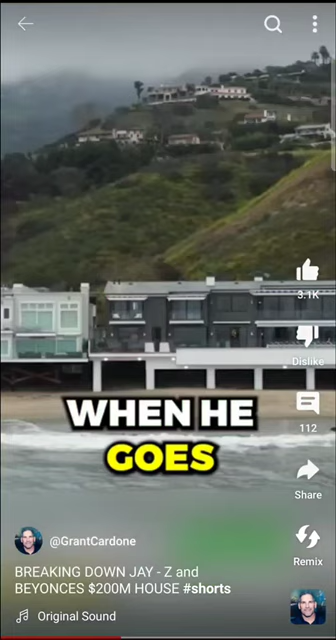 3.1K
Dislike
WHEN HE
GOES
112
Share
@GrantCardone
Remix
BREAKING DOWN JAY - Z and
BEYONCES $200M HOUSE #shorts
Original Sound